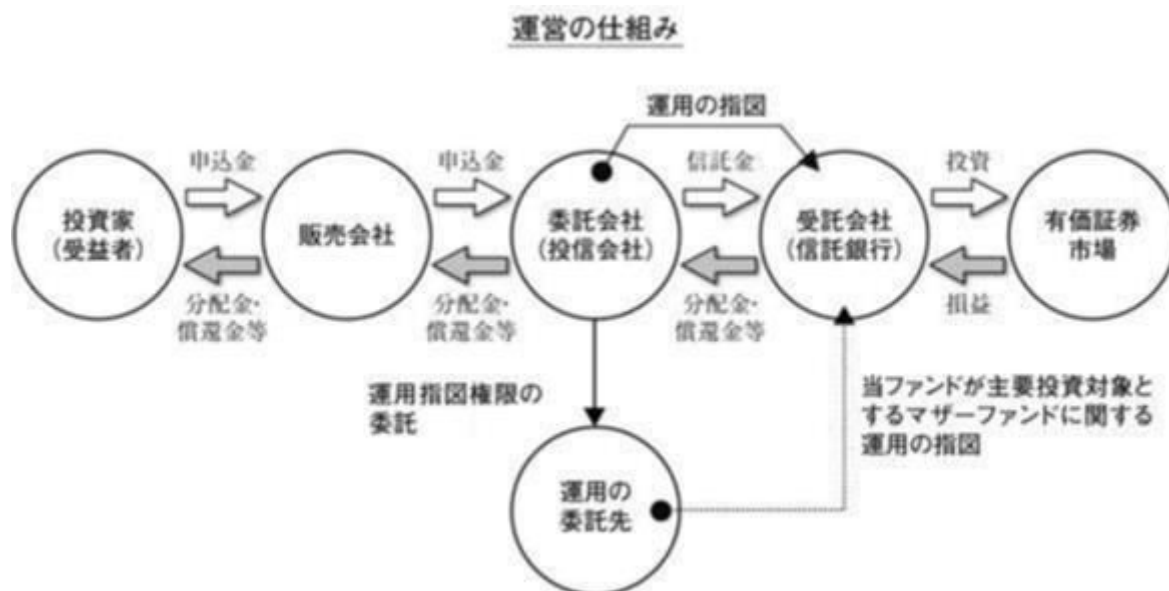 運営の仕組み
運用の指図
申込金
申込金
信託金
投資
投資家
(受益者)
販売会社
委託会社
(投信会社)
受託会社
(信託銀行)
有価証券
市場
分配金・
償還金等
分配金・
償還金等
分配金・
償還金等
損益
運用指図権限の
委託
当ファンドが主要投資対象と
するマザーファンドに関する
運用の指図
運用の
委託先